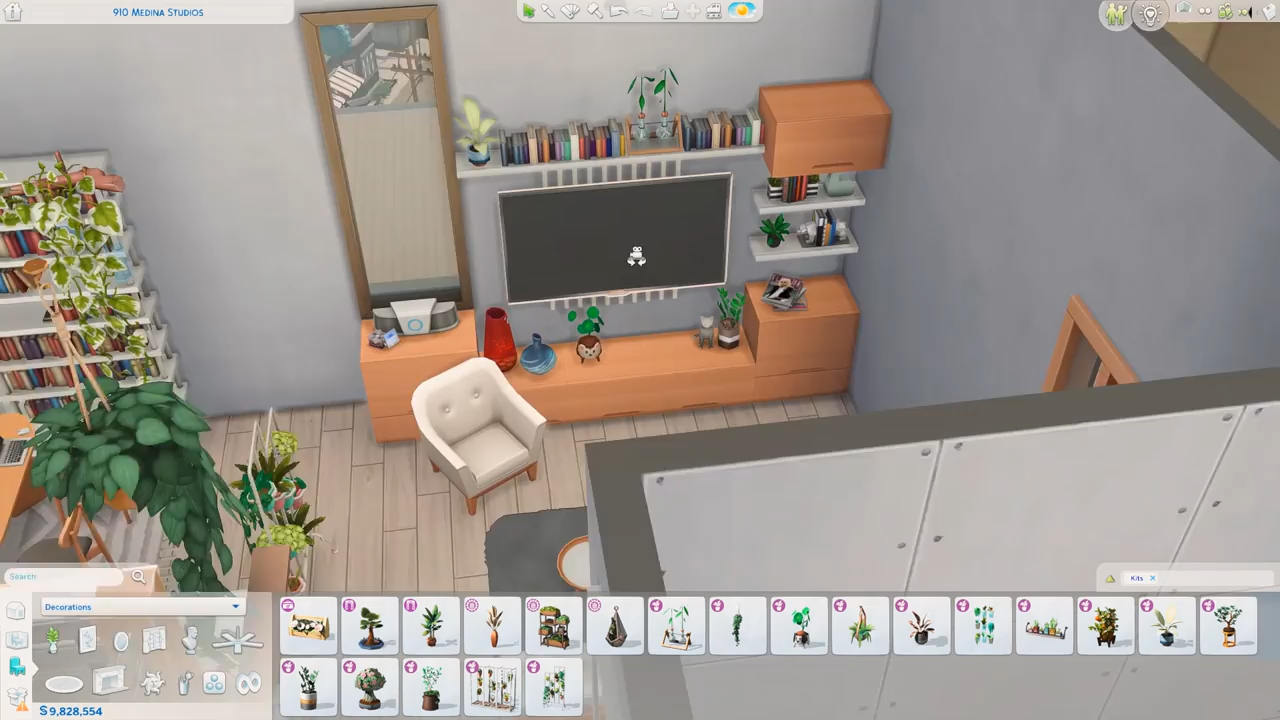 910 MEDINA STUDIOS
Search
Kits
Decorations
$9,828,554